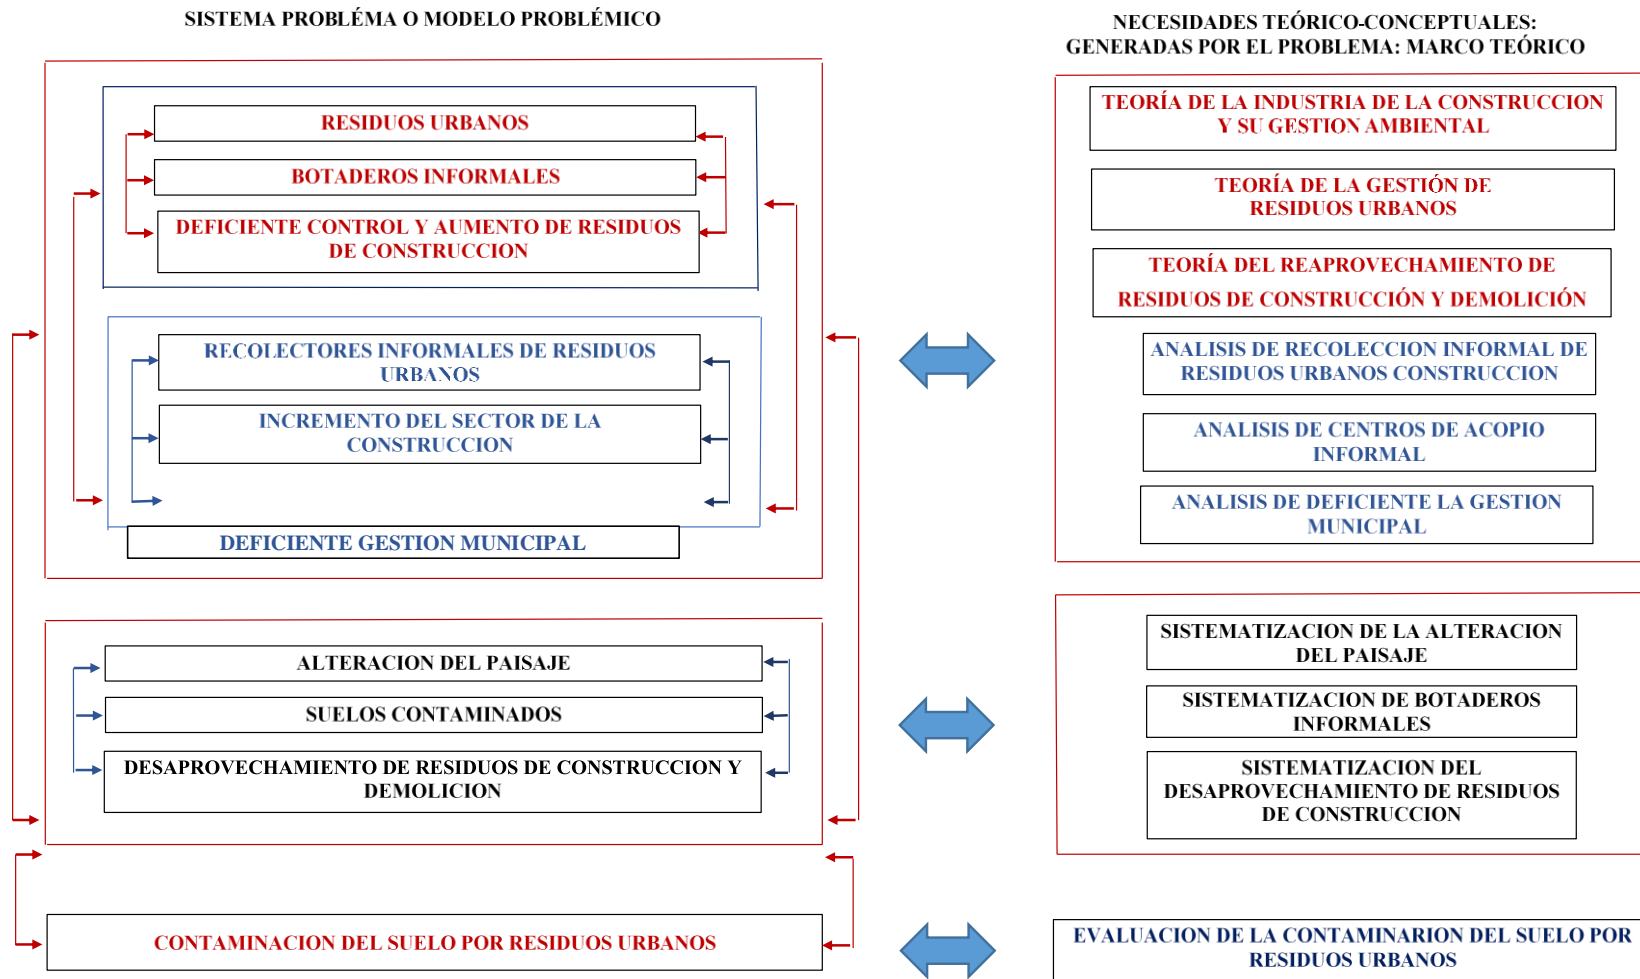 SISTEMA PROBLÉMA O MODELO PROBLÉMICO
RESIDUOS URBANOS
BOTADEROS INFORMALES
DEFICIENTE CONTROL Y AUMENTO DE RESIDUOS
DE CONSTRUCCION
RECOLECTORES INFORMALES DE RESIDUOS
URBANOS
INCREMENTO DEL SECTOR DE LA
CONSTRUCCION
DEFICIENTE GESTION MUNICIPAL
ALTERACION DEL PAISAJE
SUELOS CONTAMINADOS
DESAPROVECHAMIENTO DE RESIDUOS DE CONSTRUCCION Y
DEMOLICION
CONTAMINACION DEL SUELO POR RESIDUOS URBANOS
NECESIDADES TEÓRICO-CONCEPTUALES:
GENERADAS POR EL PROBLEMA: MARCO TEÓRICO
TEORÍA DE LA INDUSTRIA DE LA CONSTRUCCION
Y SU GESTION AMBIENTAL
TEORÍA DE LA GESTIÓN DE
RESIDUOS URBANOS
TEORÍA DEL REAPROVECHAMIENTO DE
RESIDUOS DE CONSTRUCCIÓN Y DEMOLICIÓN
ANALISIS DE RECOLECCION INFORMAL DE
RESIDUOS URBANOS CONSTRUCCION
ANALISIS DE CENTROS DE ACOPIO
INFORMAL
ANALISIS DE DEFICIENTE LA GESTION
MUNICIPAL
SISTEMATIZACION DE LA ALTERACION
DEL PAISAJE
SISTEMATIZACION DE BOTADEROS
INFORMALES
SISTEMATIZACION DEL
DESAPROVECHAMIENTO DE RESIDUOS
DE CONSTRUCCION
EVALUACION DE LA CONTAMINARION DEL SUELO POR
RESIDUOS URBANOS